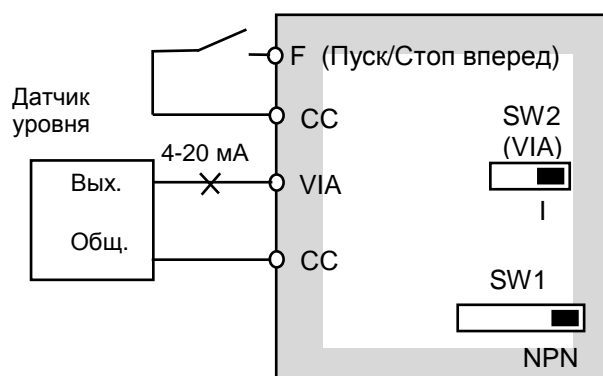 F (Пуск/Стоп вперед)
Датчик
уровня
CC
SW2
(VIA)
4-20 мА
Вых.
VIA
I
Общ.
CC
SW1
NPN